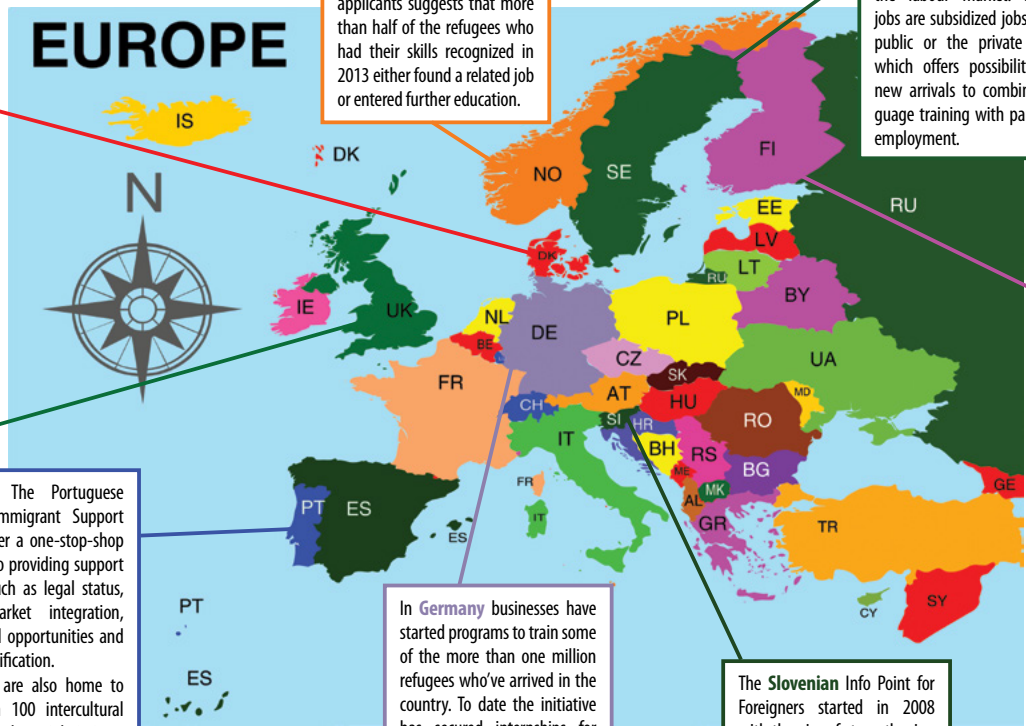 EUROPE
applicants suggests that more
than half of the refugees who
had their skills recognized in
2013 either found a related job
or entered further education.
jobs are subsidized jobs
public or the private
which offers possibilit
new arrivals to combin
guage training with pa
employment.
IS
DK
N
NO
SE
FI
RU
EE
LV
DK
LT
RU
BY
IE
UK
NL
DE
PL
BE
CZ
UA
SK
FR
AT
MD
CH
HU
SI
HR
RO
IT
BH
RS
ME
BG
FR
MK
AL
GE
PT
ES
IT
GR
TR
ES
CY
SY
The Portuguese
mmigrant Support
er a one-stop-shop
o providing support
uch as legal status,
arket integration,
l opportunities and
ification.
are also home to
100 intercultural
PT
ES
In Germany businesses have
started programs to train some
of the more than one million
refugees who've arrived in the
country. To date the initiative
has secured internships for
The Slovenian Info Point for
Foreigners started in 2008